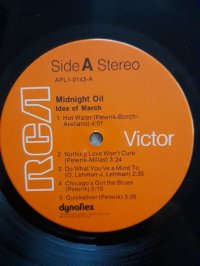 Side A Stereo
APL1-0143-A
Midnight Oil
Ides of March
1 Hot Water (Peterik-Borch-
Arellano) 4:01
RCA
Victor
2 Nothing Love Won't Cure
(Peterik-Millas) 3:24
3 Do What You've a Mind To
(D. Lehman-J. Lehman) 2:35
4 Chicago's Got the Blues
(Peterik) 3:30
5 Quicksilver (Peterik) 3:26
dynaflex